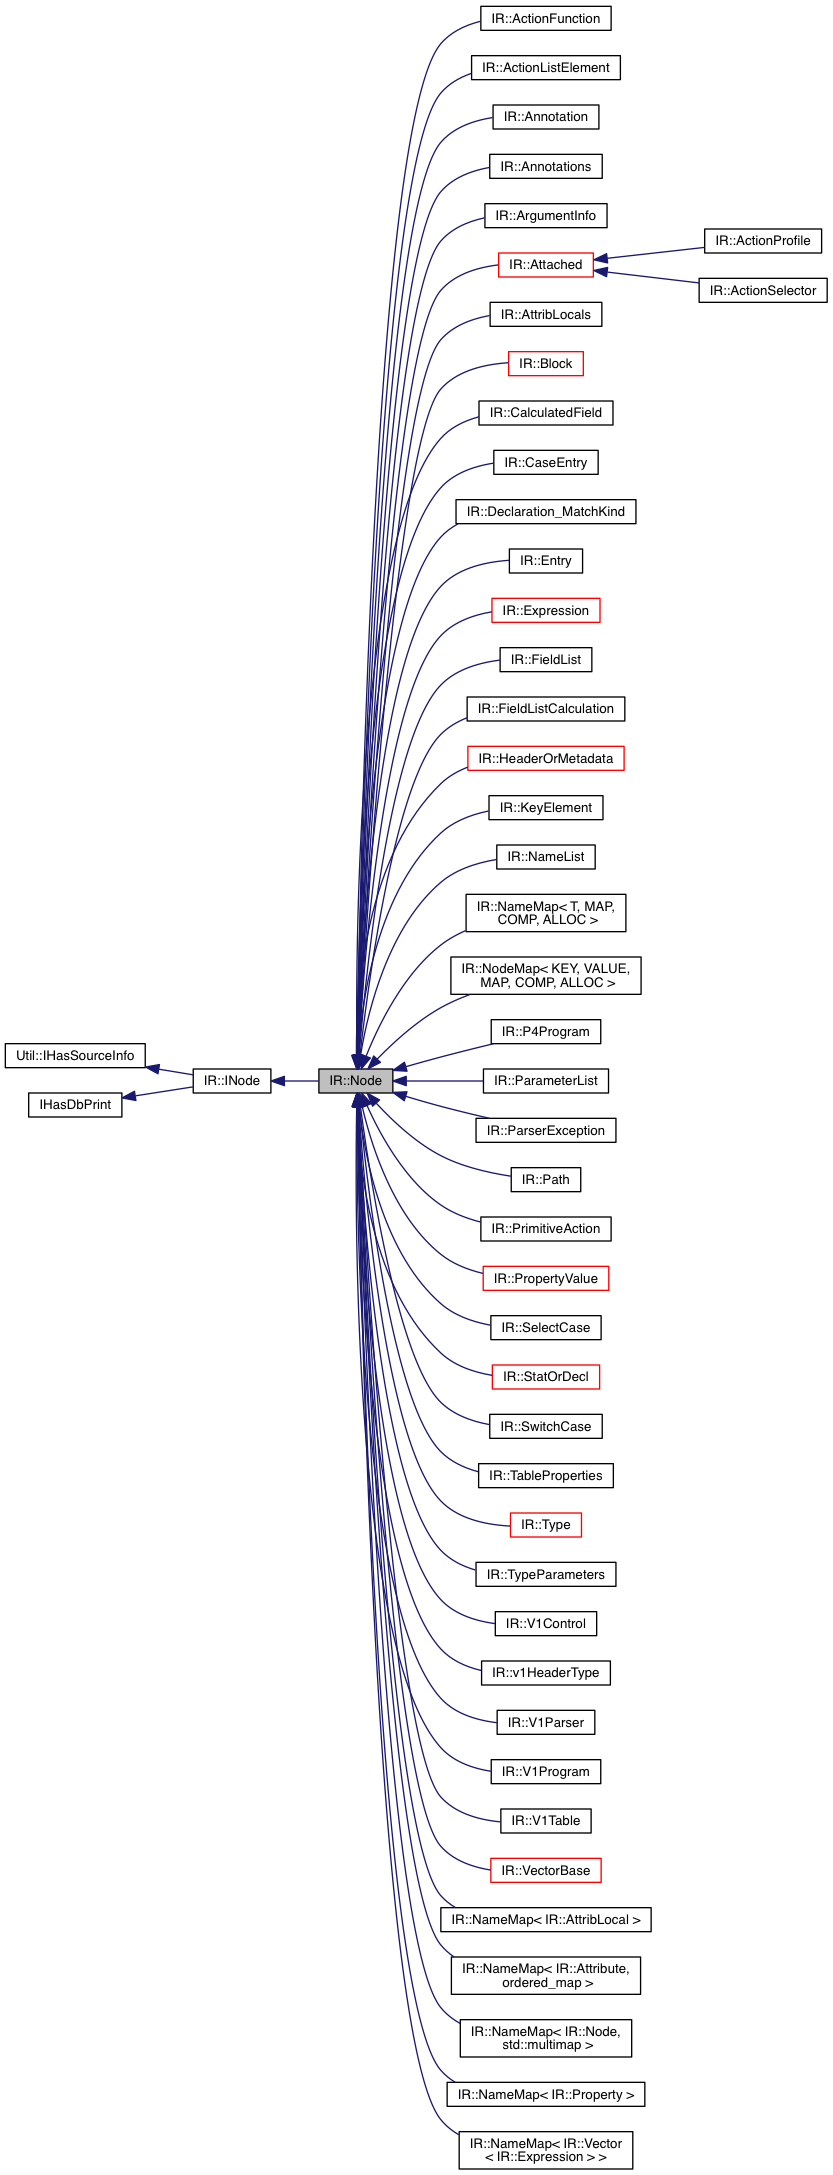 IR::ActionFunction
IR::ActionListElement
IR::Annotation
IR::Annotations
IR::ArgumentInfo
IR::Attached
IR::ActionProfile
IR::ActionSelector
IR::AttribLocals
IR::Block
IR::CalculatedField
IR::CaseEntry
IR::Declaration_MatchKind
IR::Entry
IR::Expression
IR::FieldList
IR::FieldListCalculation
IR::HeaderOrMetadata
IR::KeyElement
IR::NameList
IR::NameMap< T, MAP,
COMP, ALLOC >
IR::NodeMap< KEY, VALUE,
MAP, COMP, ALLOC >
IR::P4Program
Util::IHasSourceInfo
IHasDbPrint
IR::INode
IR::Node
IR::ParameterList
IR::ParserException
IR::Path
IR::PrimitiveAction
IR::PropertyValue
IR::SelectCase
IR::StatOrDecl
IR::SwitchCase
IR::TableProperties
IR::Type
IR::TypeParameters
IR::V1Control
IR::v1HeaderType
IR::V1Parser
IR::V1Program
IR::V1Table
IR::VectorBase
IR::NameMap< IR::AttribLocal >
IR::NameMap< IR::Attribute,
ordered_map >
IR::NameMap< IR::Node,
std::multimap >
IR::NameMap< IR::Property >
IR::NameMap< IR::Vector
< IR::Expression > >